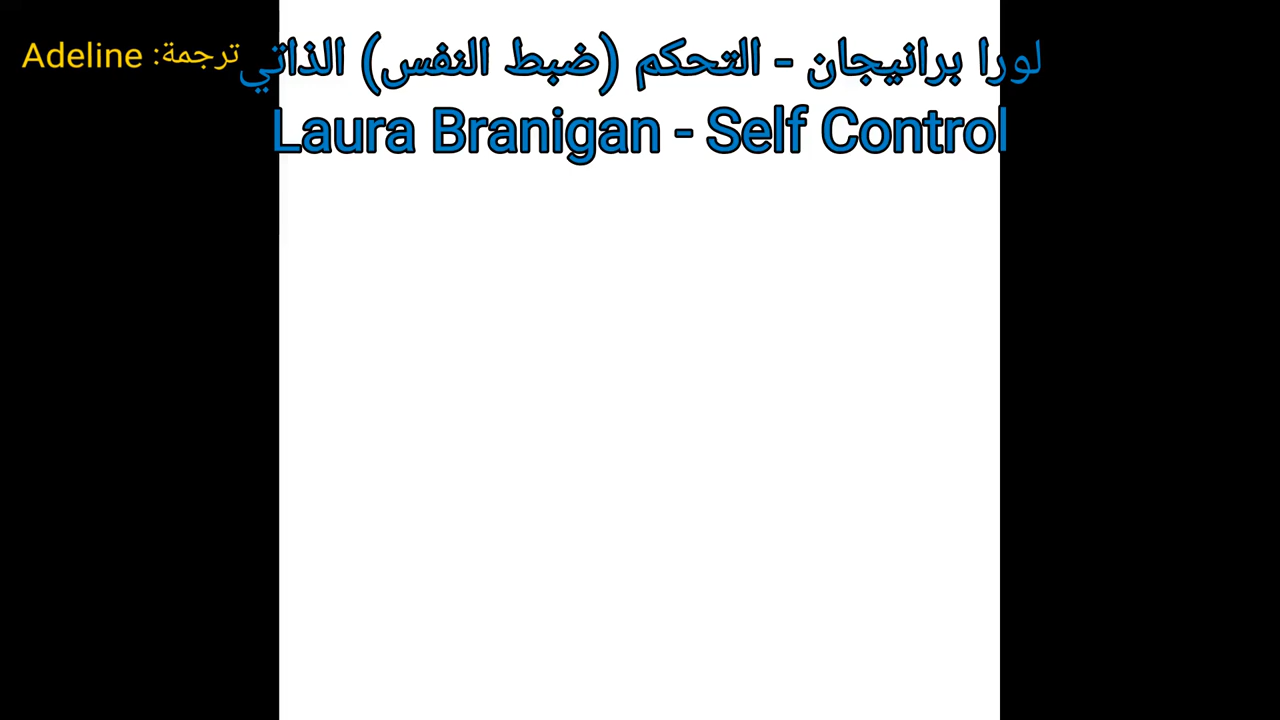 ترجمة: Adeline
لورا برانيجان - التحكم (ضبط النفس) الذاتي
Laura Branigan - Self Control